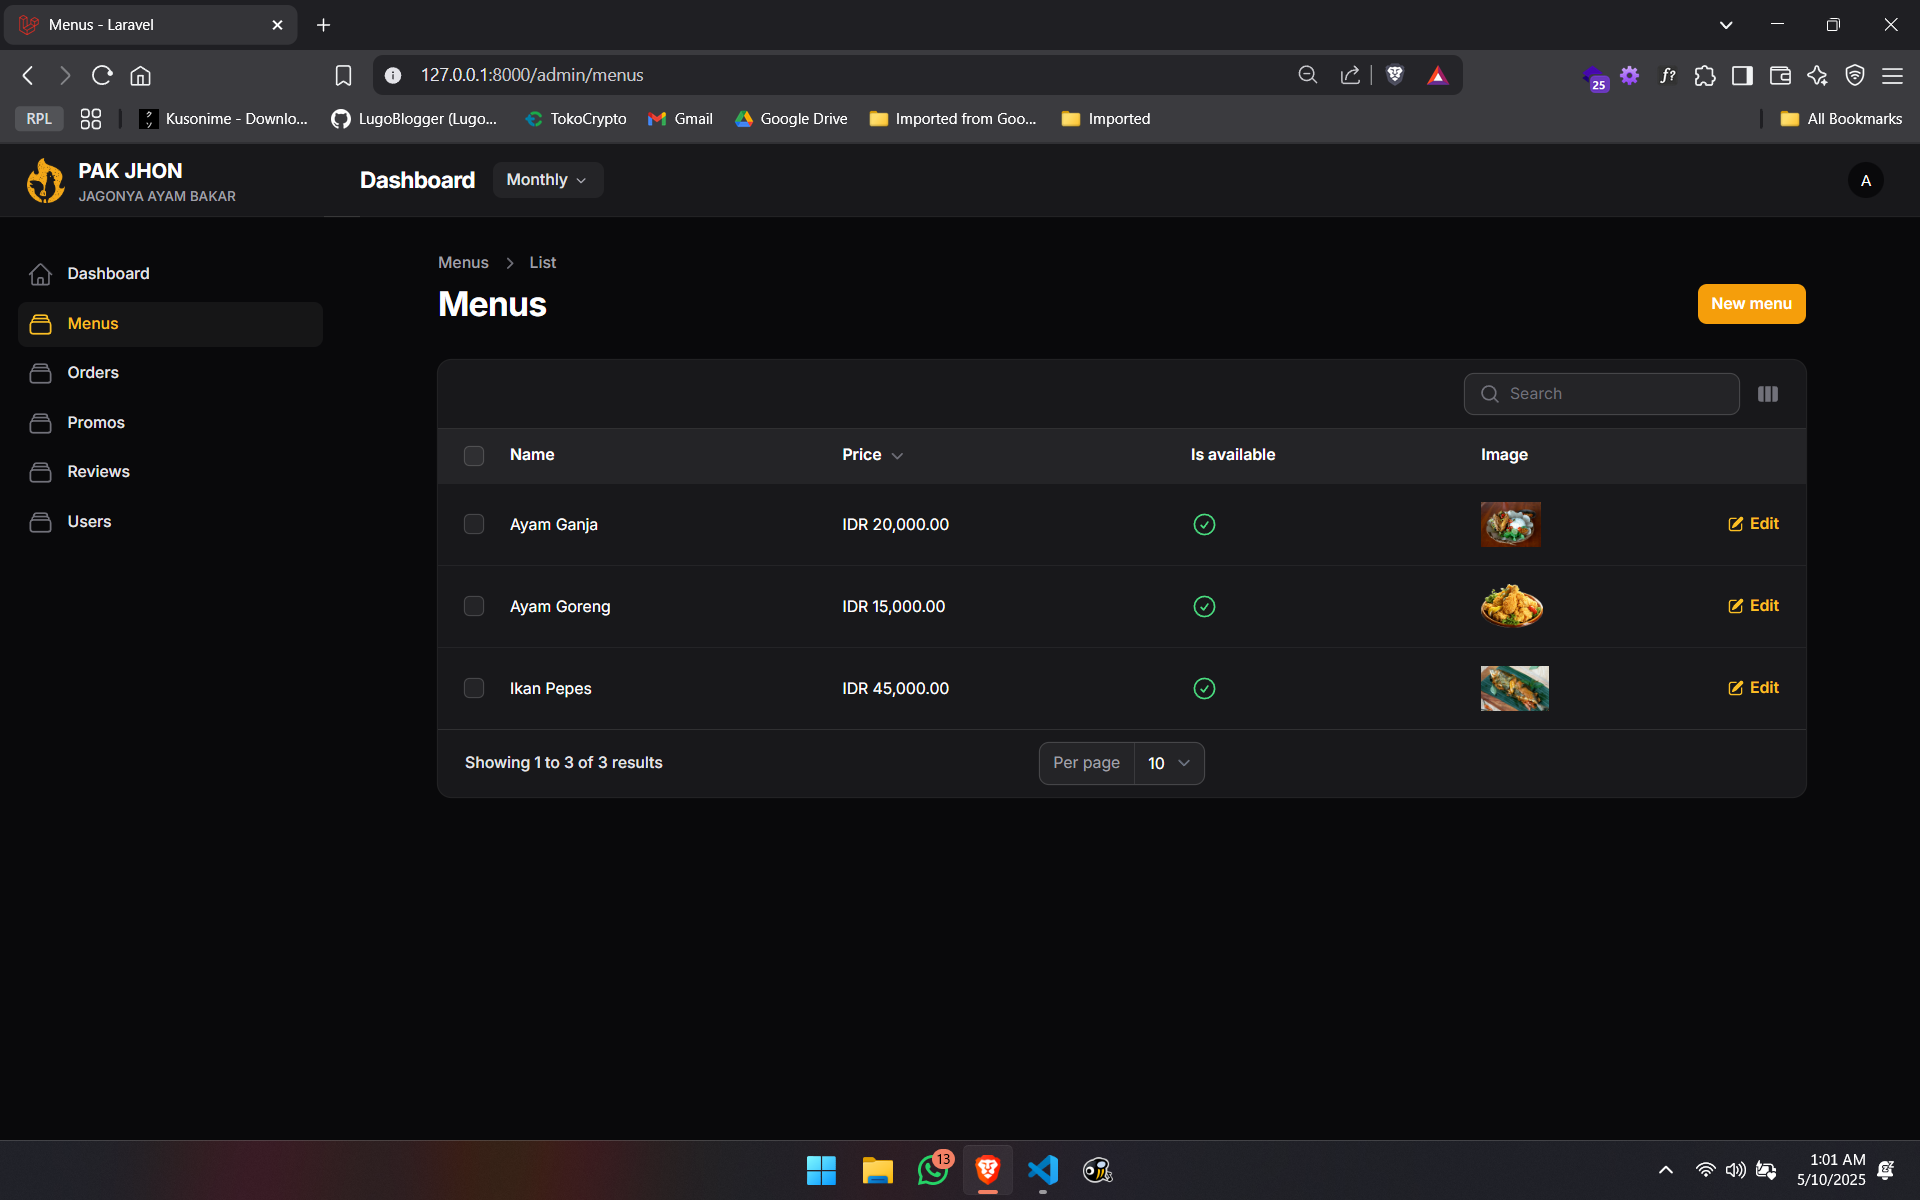 Menus - Laravel
127.0.0.1:8000/admin/menus
25
f?
RPL
Kusonime - Downlo...
LugoBlogger (Lugo...
TokoCrypto
Gmail
Google Drive
Imported from Goo...
Imported
All Bookmarks
PAK JHON
JAGONYA AYAM BAKAR
Dashboard
Monthly
A
Dashboard
Menus
Orders
Promos
Reviews
Users
Menus > List
Menus
New menu
Search
Name Price Is available Image
Ayam Ganja IDR 20,000.00 Edit
Ayam Goreng IDR 15,000.00 Edit
Ikan Pepes IDR 45,000.00 Edit
Showing 1 to 3 of 3 results
Per page 10
13
1:01 AM
5/10/2025